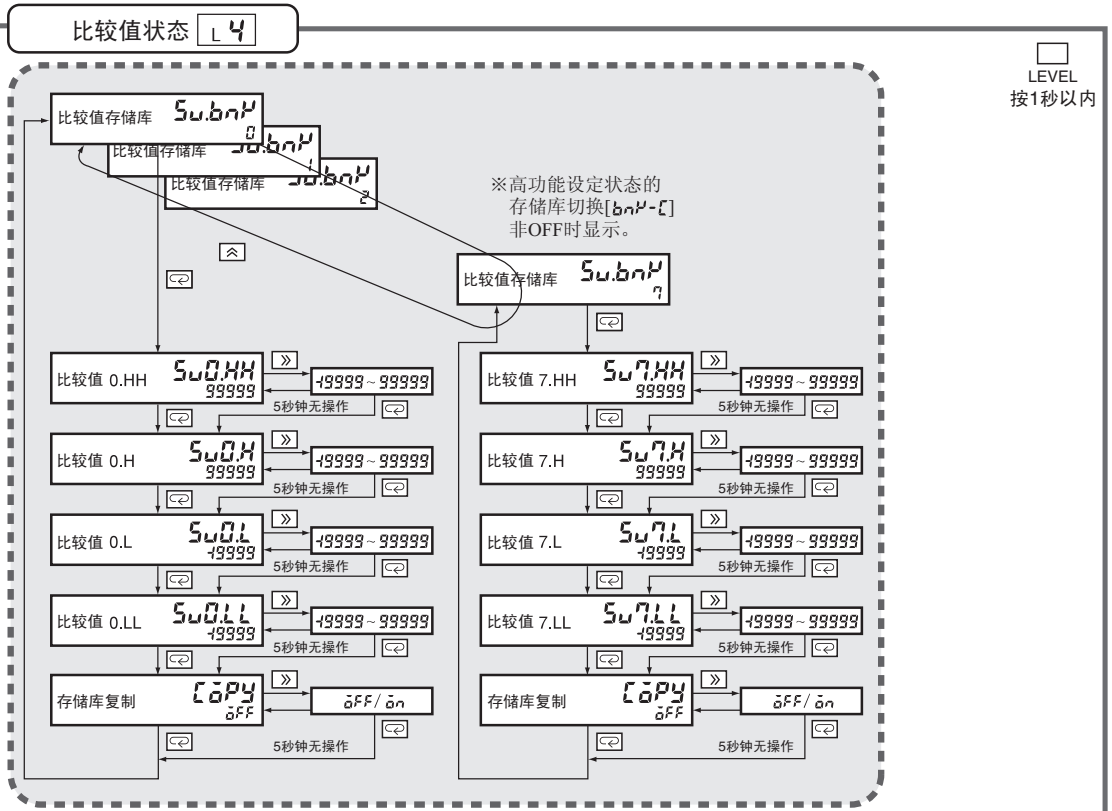 比较值状态 L 4
LEVEL
按1秒以内
比较值存储库 Su.bnK
0
比较值存储库 Su.bnK
1
比较值存储库 Su.bnK
2
※高功能设定状态的
存储库切换[bnK-C]
非OFF时显示。
比较值存储库 Su.bnK
7
比较值 0.HH Su0.HH
99999
-19999~99999
5秒钟无操作
比较值 0.H Su0.H
99999
-19999~99999
5秒钟无操作
比较值 0.L Su0.L
-19999
-19999~99999
5秒钟无操作
比较值 0.LL Su0.LL
-19999
-19999~99999
5秒钟无操作
存储库复制 CoPY
oFF
oFF/on
5秒钟无操作
比较值 7.HH Su7.HH
99999
-19999~99999
5秒钟无操作
比较值 7.H Su7.H
99999
-19999~99999
5秒钟无操作
比较值 7.L Su7.L
-19999
-19999~99999
5秒钟无操作
比较值 7.LL Su7.LL
-19999
-19999~99999
5秒钟无操作
存储库复制 CoPY
oFF
oFF/on
5秒钟无操作